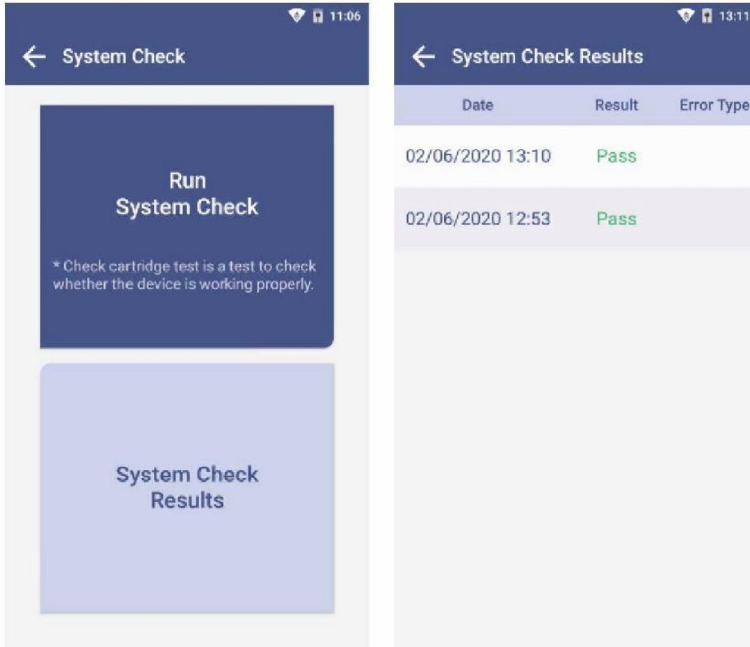 11:06
System Check
Run
System Check
* Check cartridge test is a test to check
whether the device is working properly.
System Check
Results
13:11
System Check Results
Date Result Error Type
02/06/2020 13:10 Pass
02/06/2020 12:53 Pass